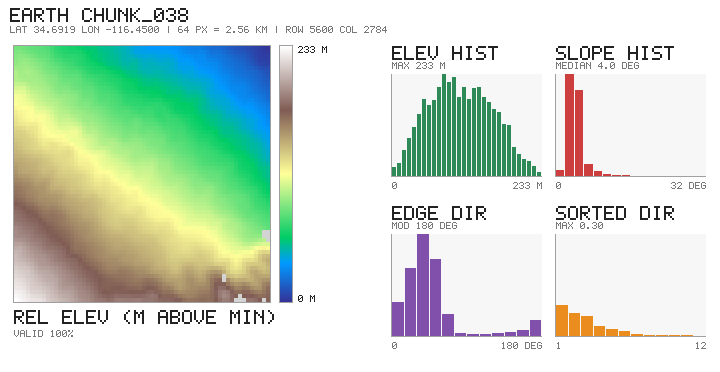 EARTH CHUNK_038
LAT 34.6919 LON -116.4500 | 64 PX = 2.56 KM | ROW 5600 COL 2784
233 M
0 M
REL ELEV (M ABOVE MIN)
VALID 100%
ELEV HIST
MAX 233 M
0 233 M
SLOPE HIST
MEDIAN 4.0 DEG
0 32 DEG
EDGE DIR
MOD 180 DEG
0 180 DEG
SORTED DIR
MAX 0.30
1 12